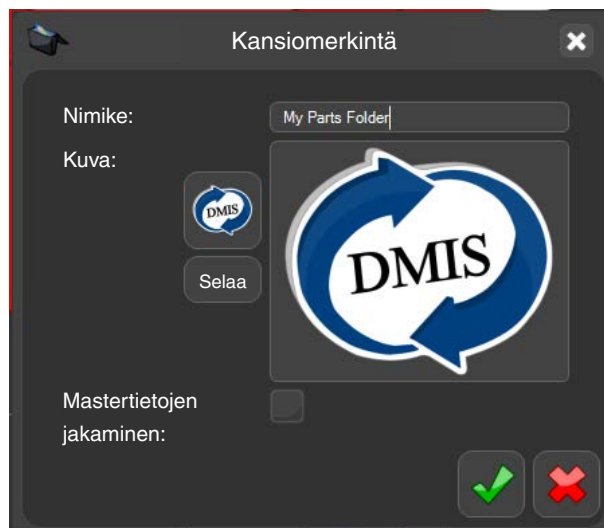 Kansiomerkintä
Nimike:
My Parts Folder
Kuva:
DMIS
DMIS
Selaa
Mastertietojen
jakaminen: